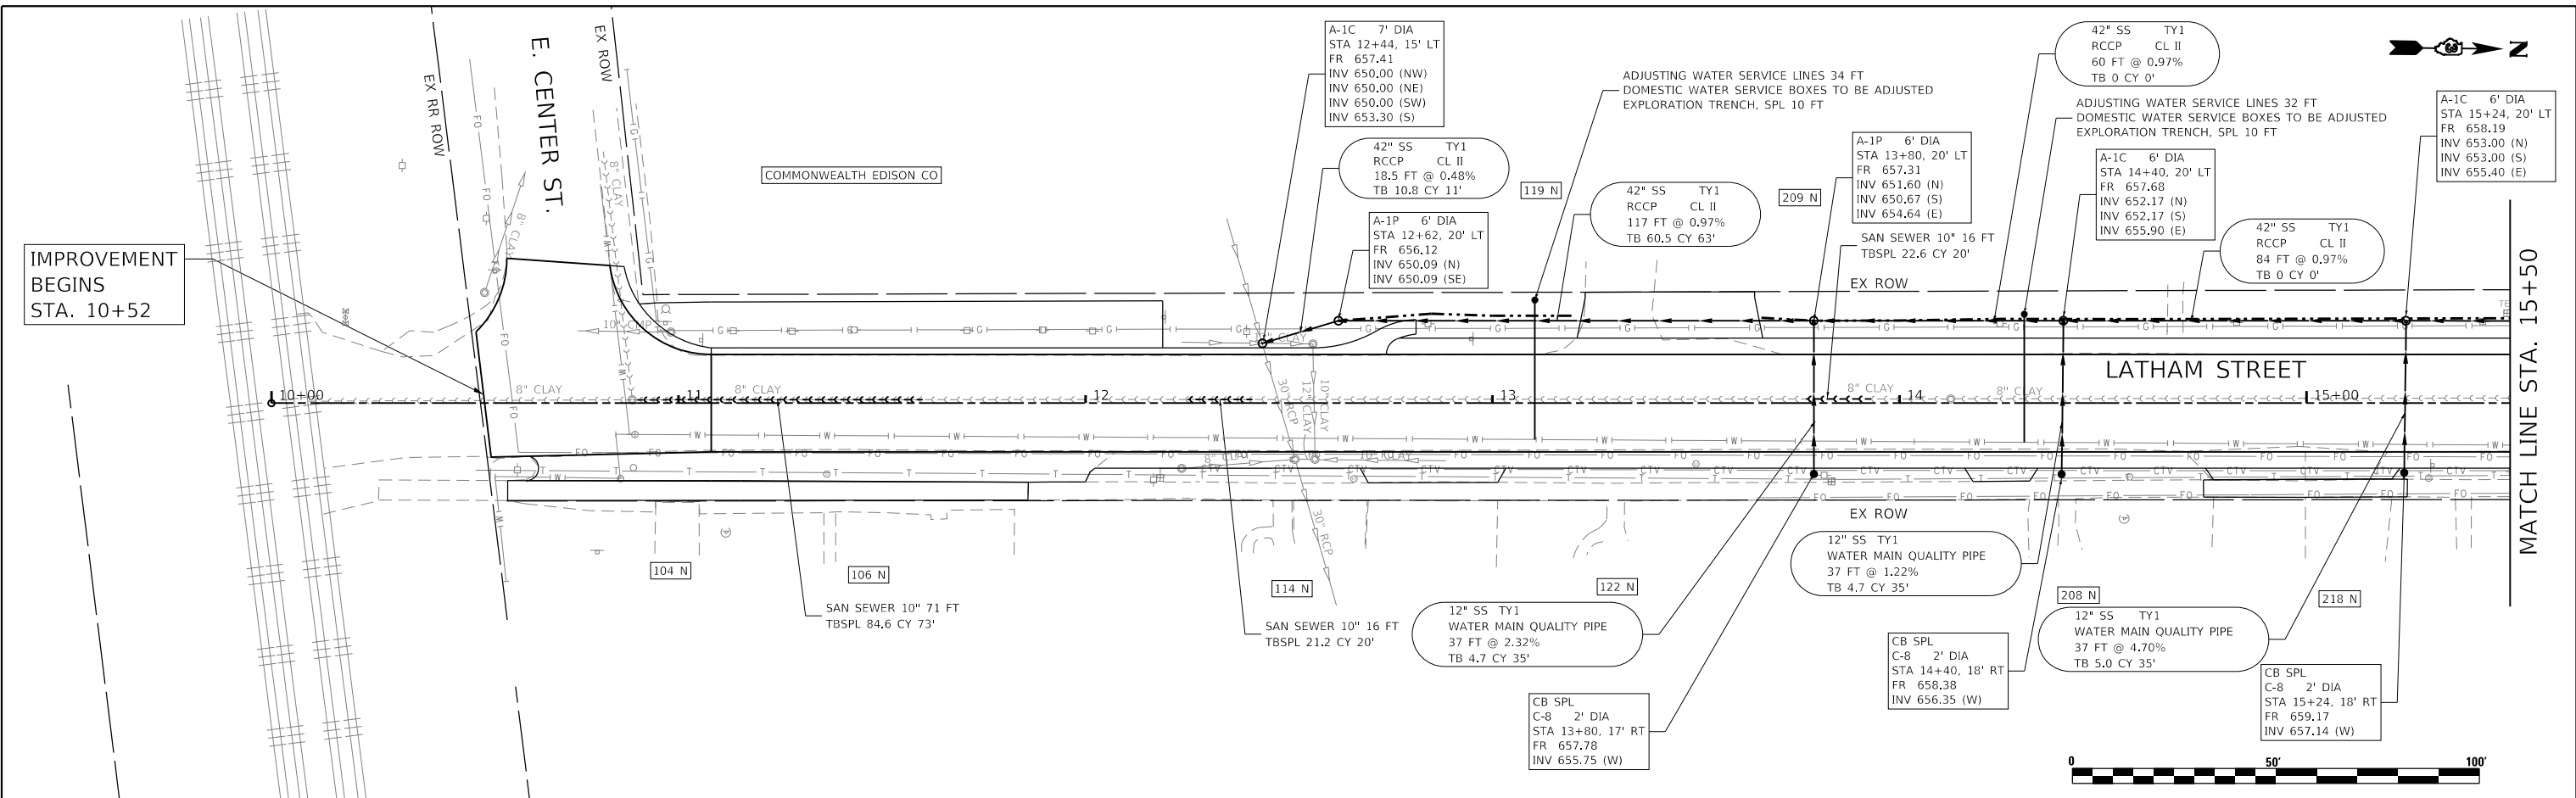 IMPROVEMENT
BEGINS
STA. 10+52
EX RR ROW
E. CENTER ST.
EX ROW
COMMONWEALTH EDISON CO
A-1C 7' DIA
STA 12+44, 15' LT
FR 657.41
INV 650.00 (NW)
INV 650.00 (NE)
INV 650.00 (SW)
INV 653.30 (S)
42" SS TY1
RCCP CL II
18.5 FT @ 0.48%
TB 10.8 CY 11'
A-1P 6' DIA
STA 12+62, 20' LT
FR 656.12
INV 650.09 (N)
INV 650.09 (SE)
119 N
ADJUSTING WATER SERVICE LINES 34 FT
DOMESTIC WATER SERVICE BOXES TO BE ADJUSTED
EXPLORATION TRENCH, SPL 10 FT
42" SS TY1
RCCP CL II
117 FT @ 0.97%
TB 60.5 CY 63'
209 N
A-1P 6' DIA
STA 13+80, 20' LT
FR 657.31
INV 651.60 (N)
INV 650.67 (S)
INV 654.64 (E)
SAN SEWER 10" 16 FT
TBSPL 22.6 CY 20'
42" SS TY1
RCCP CL II
60 FT @ 0.97%
TB 0 CY 0'
ADJUSTING WATER SERVICE LINES 32 FT
DOMESTIC WATER SERVICE BOXES TO BE ADJUSTED
EXPLORATION TRENCH, SPL 10 FT
A-1C 6' DIA
STA 14+40, 20' LT
FR 657.68
INV 652.17 (N)
INV 652.17 (S)
INV 655.90 (E)
42" SS TY1
RCCP CL II
84 FT @ 0.97%
TB 0 CY 0'
N
A-1C 6' DIA
STA 15+24, 20' LT
FR 658.19
INV 653.00 (N)
INV 653.00 (S)
INV 655.40 (E)
MATCH LINE STA. 15+50
EX ROW
LATHAM STREET
8" CLAY
8" CLAY
10" CMP
8" CLAY
8" CLAY
8" CLAY
8" CLAY
10+00
11
12
13
14
15+00
30" RCP
12" CLAY
10" CLAY
8" CLAY
30" RCP
EX ROW
104 N
106 N
114 N
122 N
208 N
218 N
SAN SEWER 10" 71 FT
TBSPL 84.6 CY 73'
SAN SEWER 10" 16 FT
TBSPL 21.2 CY 20'
12" SS TY1
WATER MAIN QUALITY PIPE
37 FT @ 2.32%
TB 4.7 CY 35'
CB SPL
C-8 2' DIA
STA 13+80, 17' RT
FR 657.78
INV 655.75 (W)
12" SS TY1
WATER MAIN QUALITY PIPE
37 FT @ 1.22%
TB 4.7 CY 35'
CB SPL
C-8 2' DIA
STA 14+40, 18' RT
FR 658.38
INV 656.35 (W)
12" SS TY1
WATER MAIN QUALITY PIPE
37 FT @ 4.70%
TB 5.0 CY 35'
CB SPL
C-8 2' DIA
STA 15+24, 18' RT
FR 659.17
INV 657.14 (W)
0 50' 100'